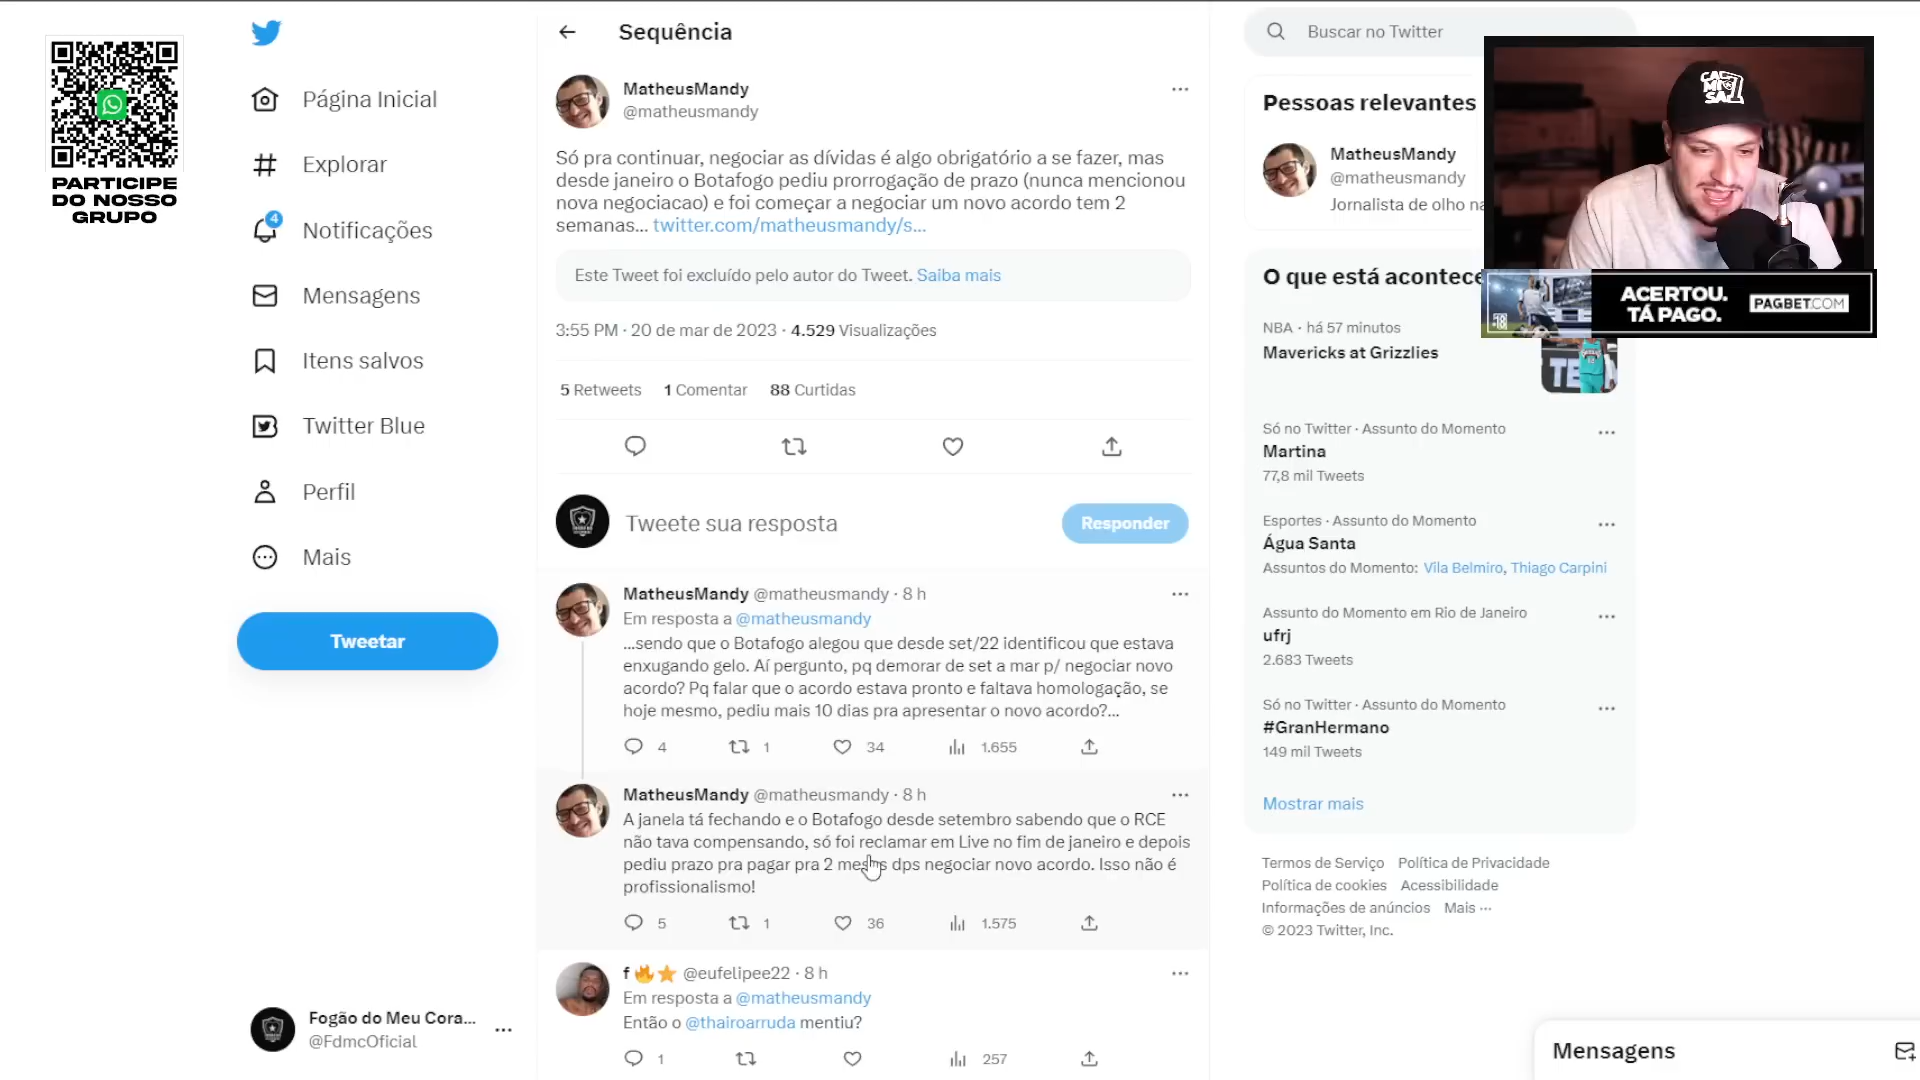 PARTICIPE
DO NOSSO
GRUPO
Página Inicial
Explorar
4
Notificações
Mensagens
Itens salvos
Twitter Blue
Perfil
Mais
Tweetar
Fogão do Meu Cora...
@FdmcOficial
Sequência
MatheusMandy
@matheusmandy
Só pra continuar, negociar as dívidas é algo obrigatório a se fazer, mas
desde janeiro o Botafogo pediu prorrogação de prazo (nunca mencionou
nova negociacao) e foi começar a negociar um novo acordo tem 2
semanas... twitter.com/matheusmandy/s...
Este Tweet foi excluído pelo autor do Tweet. Saiba mais
3:55 PM · 20 de mar de 2023 · 4.529 Visualizações
5 Retweets 1 Comentar 88 Curtidas
Tweete sua resposta
Responder
MatheusMandy @matheusmandy · 8 h
Em resposta a @matheusmandy
...sendo que o Botafogo alegou que desde set/22 identificou que estava
enxugando gelo. Aí pergunto, pq demorar de set a mar p/ negociar novo
acordo? Pq falar que o acordo estava pronto e faltava homologação, se
hoje mesmo, pediu mais 10 dias pra apresentar o novo acordo?...
4 1 34 1.655
MatheusMandy @matheusmandy · 8 h
A janela tá fechando e o Botafogo desde setembro sabendo que o RCE
não tava compensando, só foi reclamar em Live no fim de janeiro e depois
pediu prazo pra pagar pra 2 meses dps negociar novo acordo. Isso não é
profissionalismo!
5 1 36 1.575
f 🔥⭐ @eufelipee22 · 8 h
Em resposta a @matheusmandy
Então o @thairoarruda mentiu?
1 257
Buscar no Twitter
Pessoas relevantes
MatheusMandy
@matheusmandy
Jornalista de olho na
CAMISA 1
ACERTOU.
TÁ PAGO.
PAGBET.COM
18
O que está acontece
NBA · há 57 minutos
Mavericks at Grizzlies
Só no Twitter · Assunto do Momento
Martina
77,8 mil Tweets
Esportes · Assunto do Momento
Água Santa
Assuntos do Momento: Vila Belmiro, Thiago Carpini
Assunto do Momento em Rio de Janeiro
ufrj
2.683 Tweets
Só no Twitter · Assunto do Momento
#GranHermano
149 mil Tweets
Mostrar mais
Termos de Serviço Política de Privacidade
Política de cookies Acessibilidade
Informações de anúncios Mais ···
© 2023 Twitter, Inc.
Mensagens